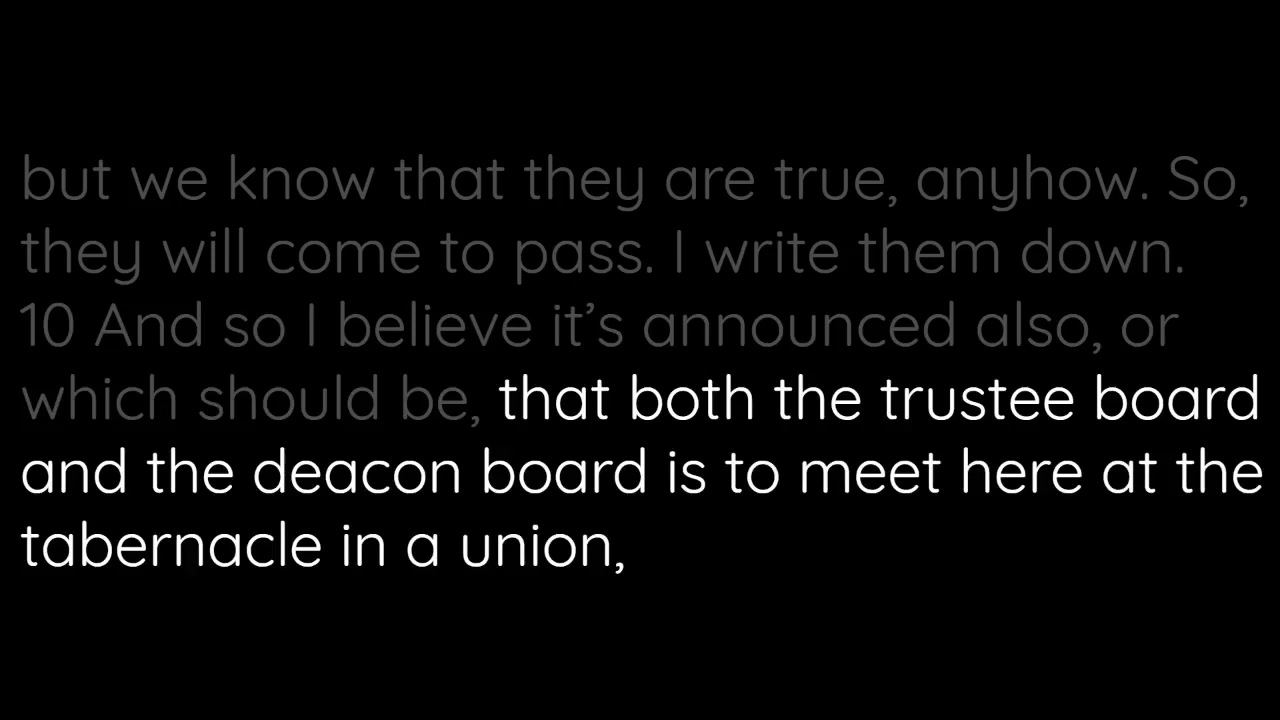 but we know that they are true, anyhow. So,
they will come to pass. I write them down.
10 And so I believe it’s announced also, or
which should be, that both the trustee board
and the deacon board is to meet here at the
tabernacle in a union,